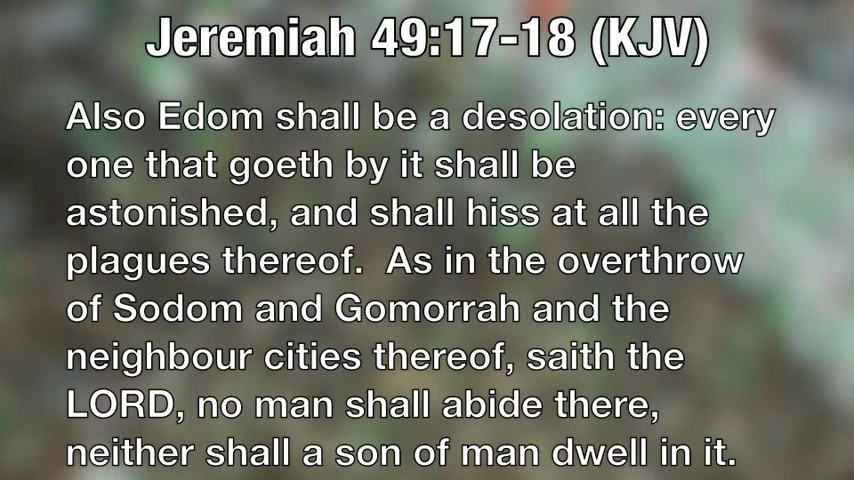 Jeremiah 49:17-18 (KJV)
Also Edom shall be a desolation: every
one that goeth by it shall be
astonished, and shall hiss at all the
plagues thereof.  As in the overthrow
of Sodom and Gomorrah and the
neighbour cities thereof, saith the
LORD, no man shall abide there,
neither shall a son of man dwell in it.